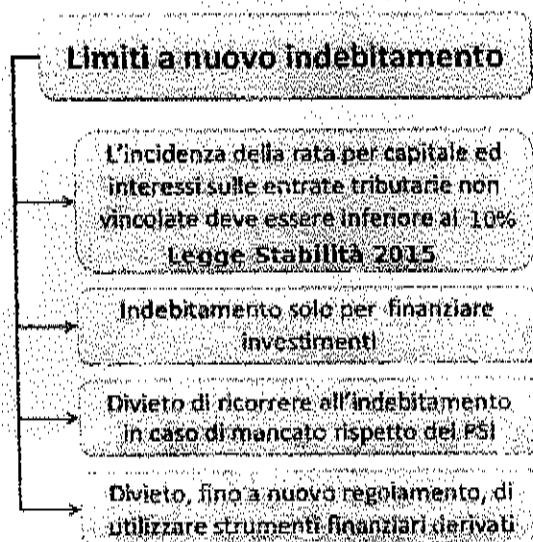 Limiti a nuovo indebitamento
L'incidenza della rata per capitale ed
interessi sulle entrate tributarie non
vincolate deve essere inferiore al 10%
Legge Stabilità 2015
Indebitamento solo per finanziare
investimenti
Divieto di ricorrere all'indebitamento
in caso di mancato rispetto del PSI
Divieto, fino a nuovo regolamento, di
utilizzare strumenti finanziari derivati